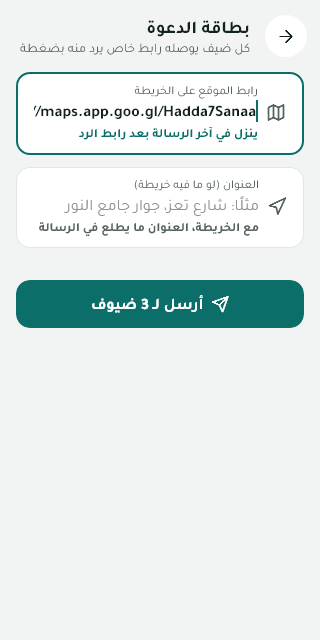 بطاقة الدعوة
كل ضيف يوصله رابط خاص يرد منه بضغطة
رابط الموقع على الخريطة
//maps.app.goo.gl/Hadda7Sanaa
ينزل في آخر الرسالة بعد رابط الرد
العنوان (لو ما فيه خريطة)
مثلًا: شارع تعز، جوار جامع النور
مع الخريطة، العنوان ما يطلع في الرسالة
أرسل لـ 3 ضيوف